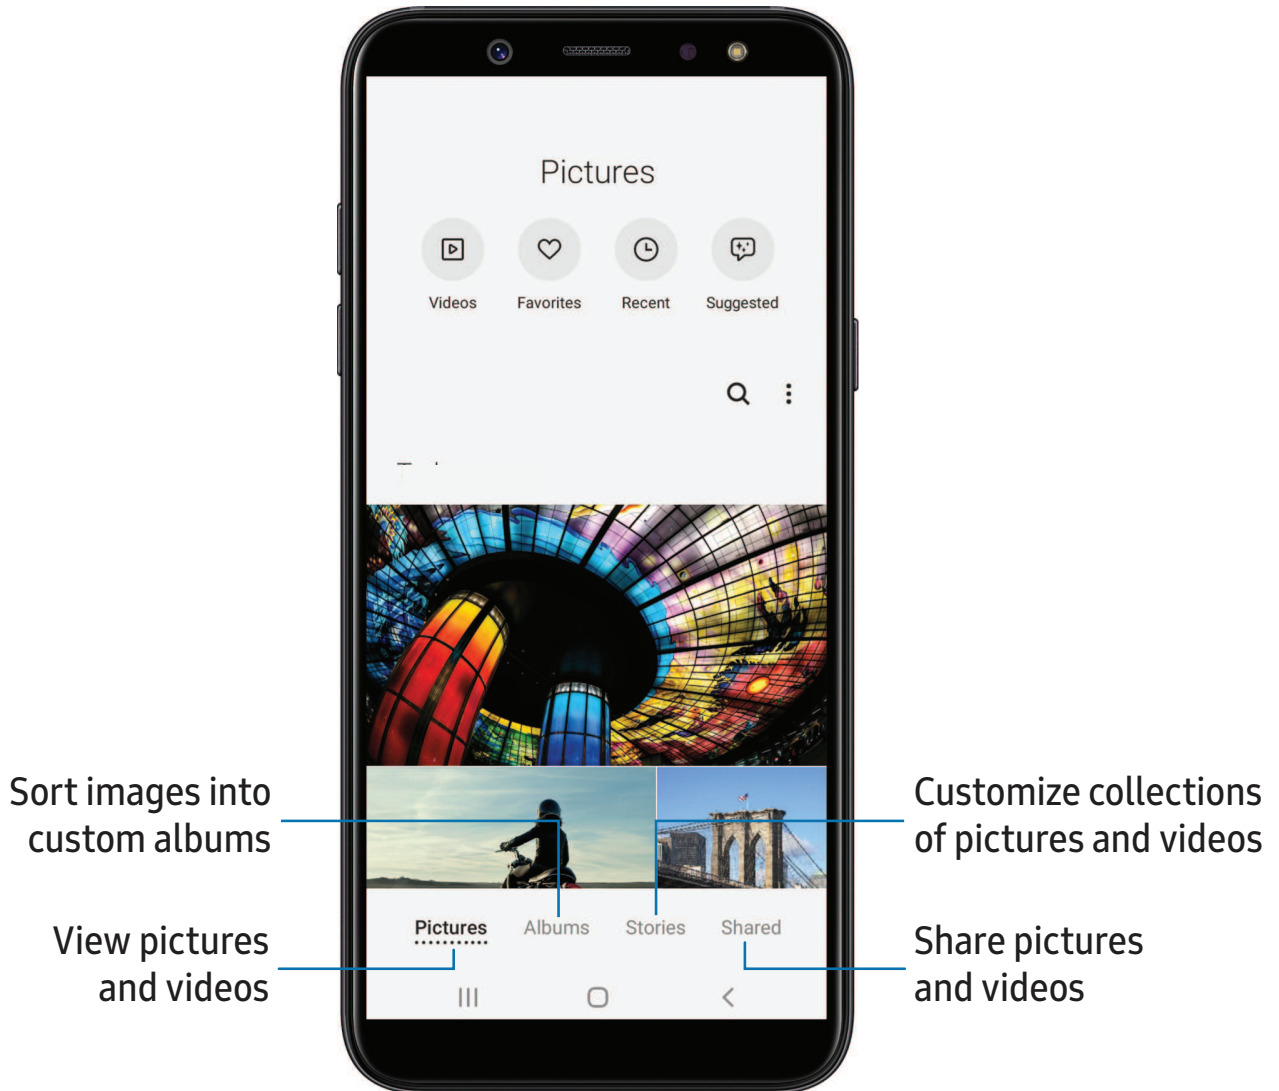 Pictures
Videos Favorites Recent Suggested
Sort images into
custom albums
Customize collections
of pictures and videos
Pictures Albums Stories Shared
View pictures
and videos
Share pictures
and videos